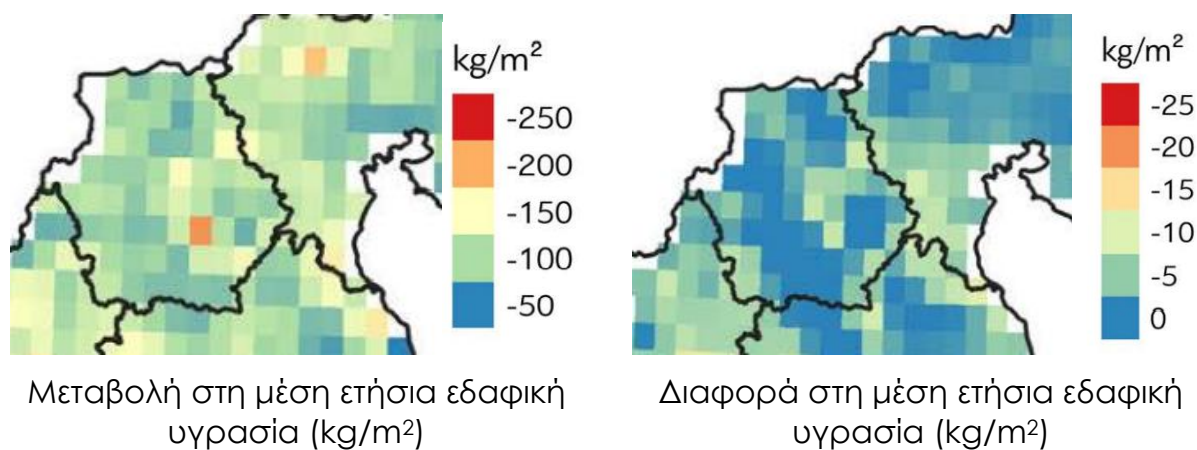 kg/m²
-250
-200
-150
-100
-50
kg/m²
-25
-20
-15
-10
-5
0
Μεταβολή στη μέση ετήσια εδαφική
υγρασία (kg/m²)
Διαφορά στη μέση ετήσια εδαφική
υγρασία (kg/m²)